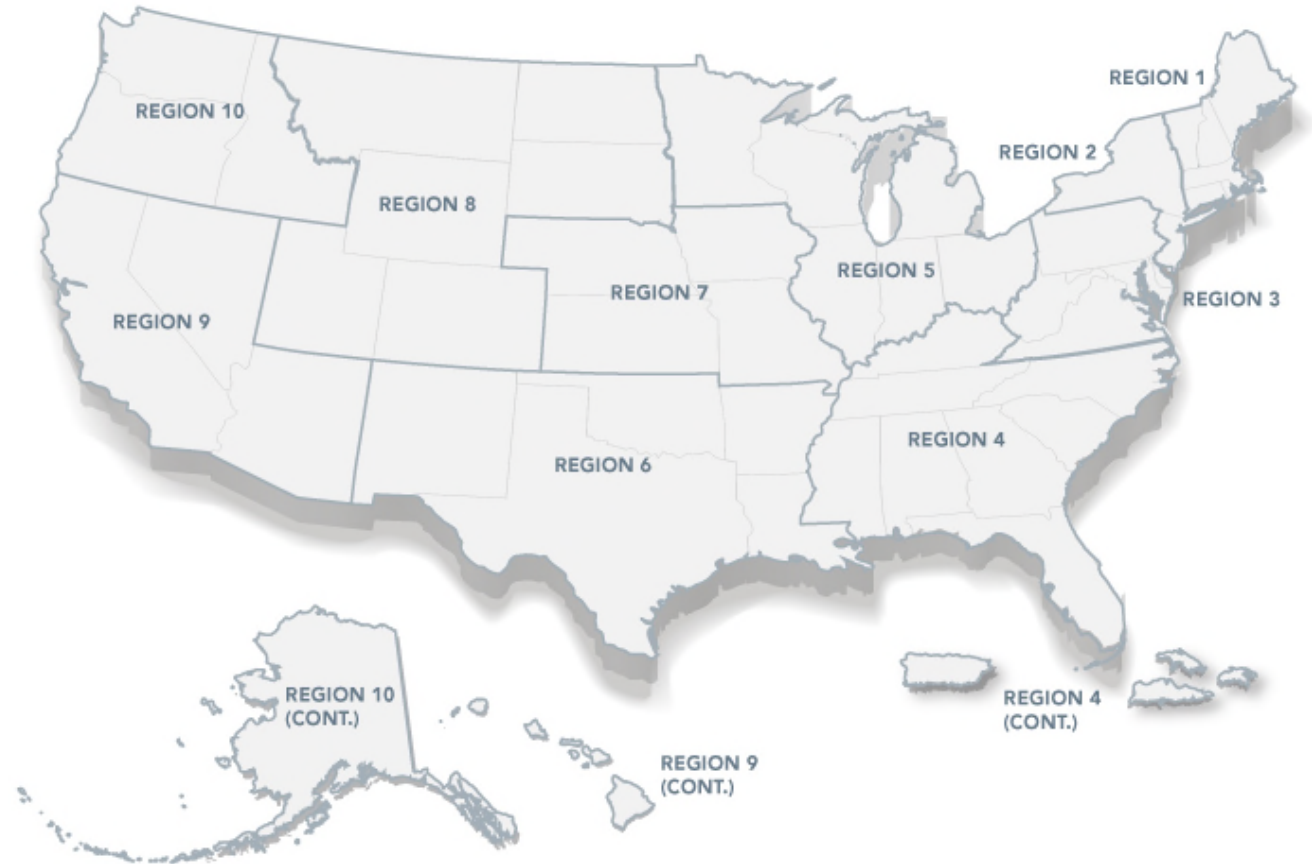 REGION 1
REGION 10
REGION 2
REGION 8
REGION 5
REGION 7
REGION 3
REGION 9
REGION 4
REGION 6
REGION 10
(CONT.)
REGION 4
(CONT.)
REGION 9
(CONT.)